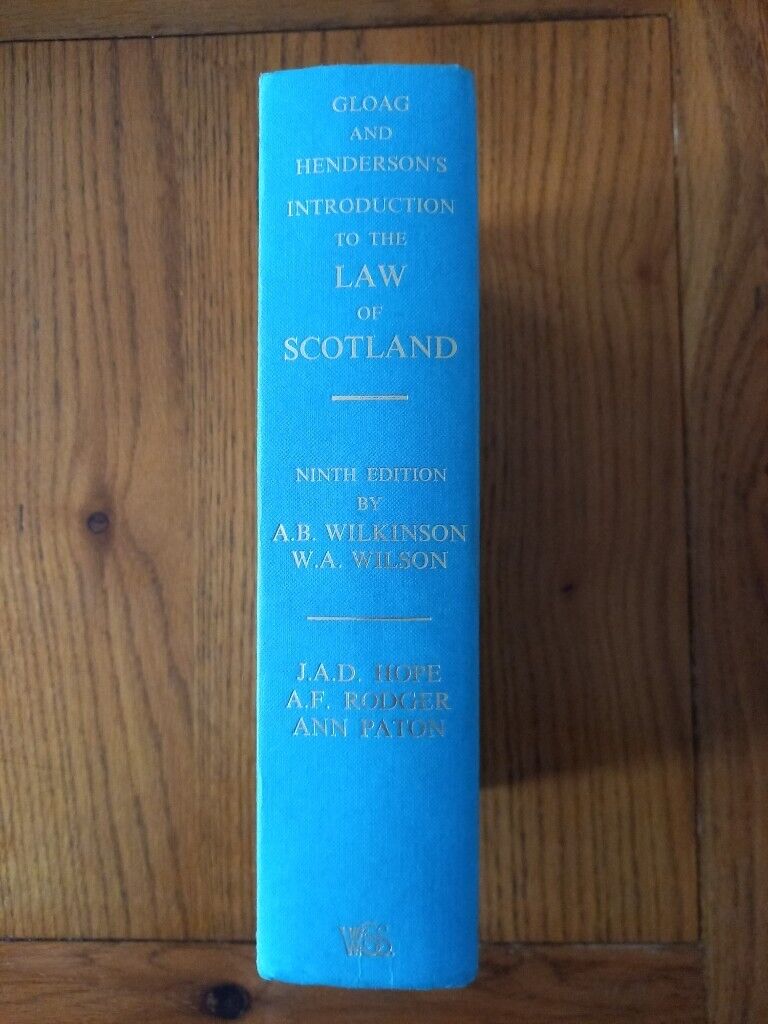 GLOAG
AND
HENDERSON'S
INTRODUCTION
TO THE
LAW
OF
SCOTLAND
NINTH EDITION
BY
A.B. WILKINSON
W.A. WILSON
J.A.D. HOPE
A.F. RODGER
ANN PATON